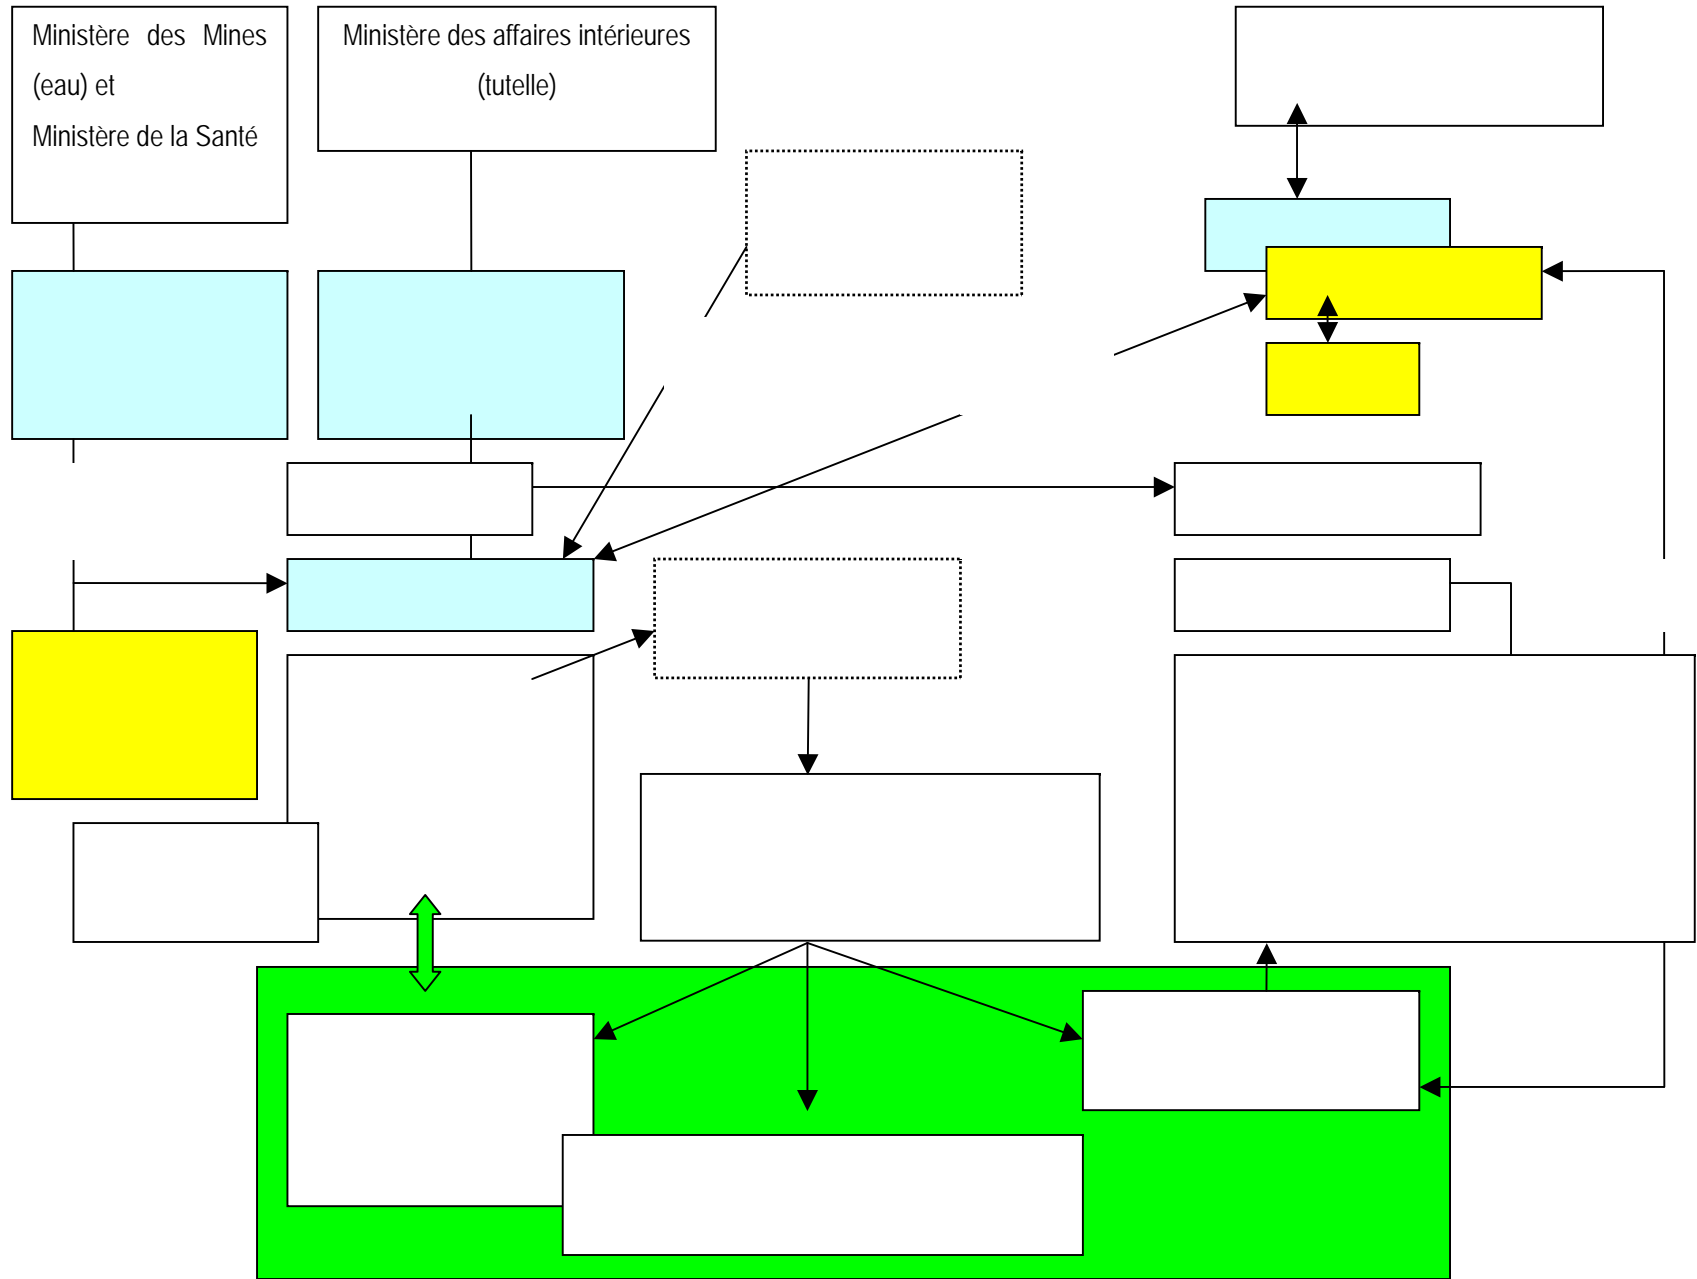 Ministère des Mines
(eau) et
Ministère de la Santé
Ministère des affaires intérieures
(tutelle)